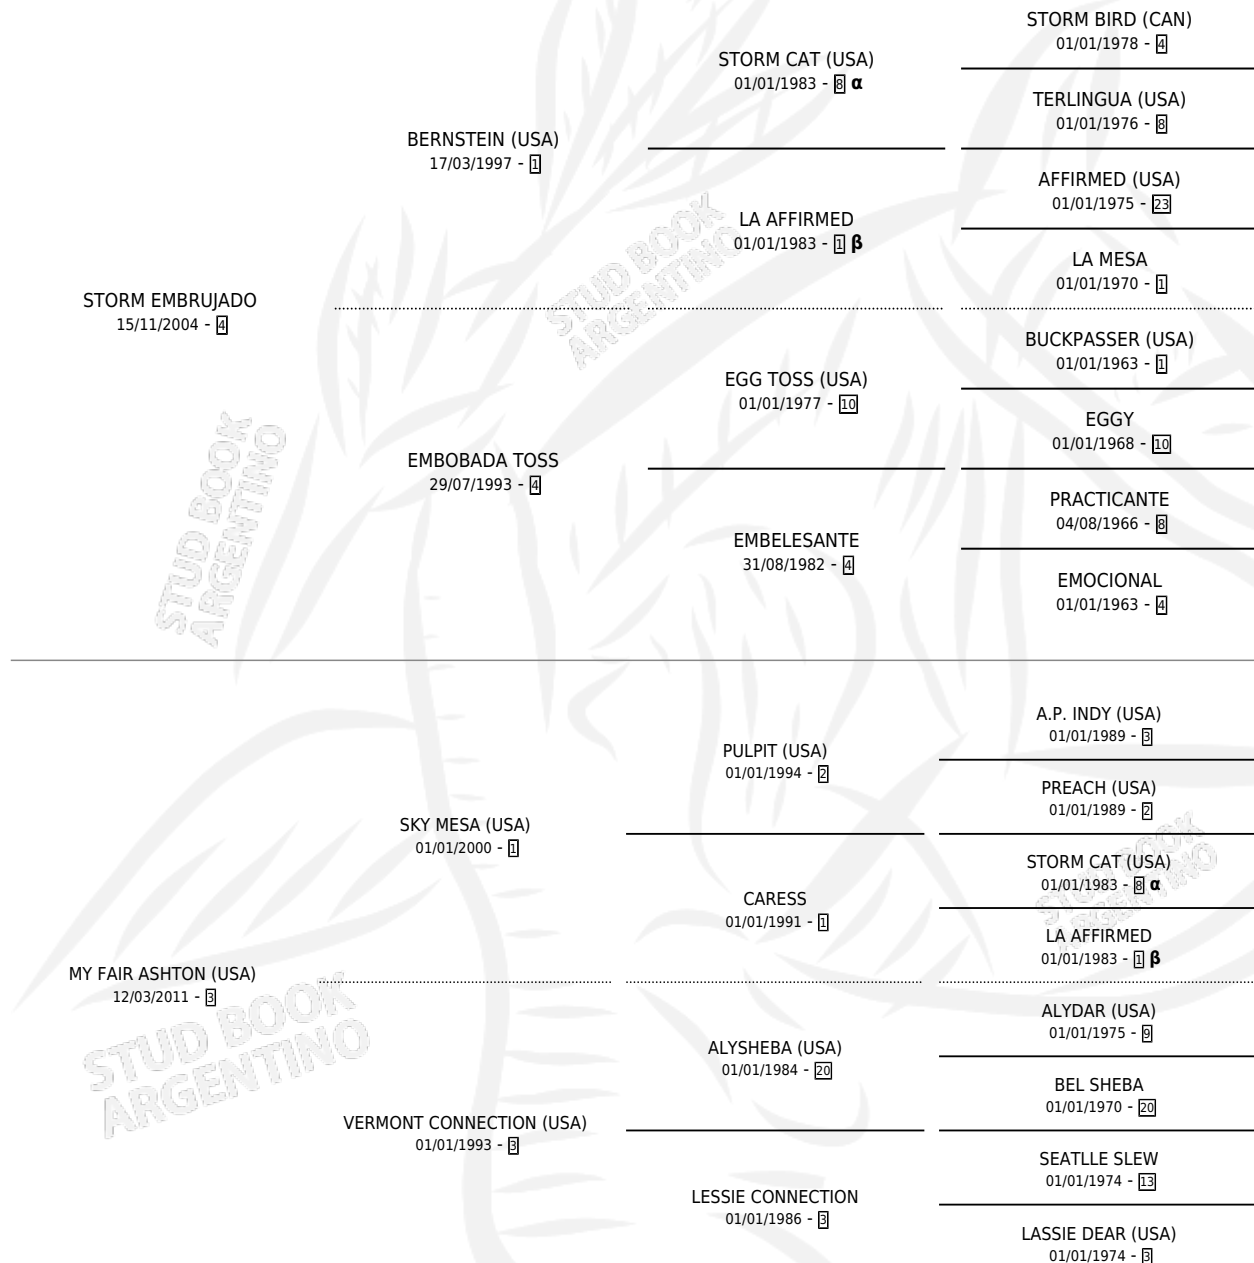 STORM BIRD (CAN)
01/01/1978 - 4
STORM CAT (USA)
01/01/1983 - 8 α
TERLINGUA (USA)
01/01/1976 - 8
BERNSTEIN (USA)
17/03/1997 - 1
AFFIRMED (USA)
01/01/1975 - 23
LA AFFIRMED
01/01/1983 - 1 β
LA MESA
01/01/1970 - 1
STORM EMBRUJADO
15/11/2004 - 4
BUCKPASSER (USA)
01/01/1963 - 1
EGG TOSS (USA)
01/01/1977 - 10
EGGY
01/01/1968 - 10
EMBOBADA TOSS
29/07/1993 - 4
PRACTICANTE
04/08/1966 - 8
EMBELESANTE
31/08/1982 - 4
EMOCIONAL
01/01/1963 - 4
A.P. INDY (USA)
01/01/1989 - 3
PULPIT (USA)
01/01/1994 - 2
PREACH (USA)
01/01/1989 - 2
SKY MESA (USA)
01/01/2000 - 1
STORM CAT (USA)
01/01/1983 - 8 α
CARESS
01/01/1991 - 1
LA AFFIRMED
01/01/1983 - 1 β
MY FAIR ASHTON (USA)
12/03/2011 - 3
ALYDAR (USA)
01/01/1975 - 9
ALYSHEBA (USA)
01/01/1984 - 20
BEL SHEBA
01/01/1970 - 20
VERMONT CONNECTION (USA)
01/01/1993 - 3
SEATLLE SLEW
01/01/1974 - 13
LESSIE CONNECTION
01/01/1986 - 3
LASSIE DEAR (USA)
01/01/1974 - 3
STUD BOOK
ARGENTINO
STUD BOOK
ARGENTINO
STUD BOOK
ARGENTINO
STUD BOOK
ARGENTINO